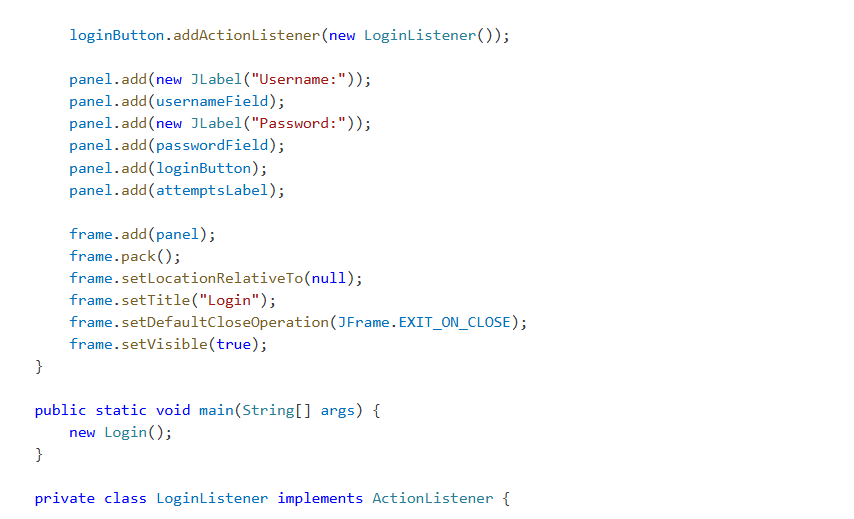 loginButton.addActionListener(new LoginListener());
panel.add(new JLabel("Username:"));
panel.add(usernameField);
panel.add(new JLabel("Password:"));
panel.add(passwordField);
panel.add(loginButton);
panel.add(attemptsLabel);
frame.add(panel);
frame.pack();
frame.setLocationRelativeTo(null);
frame.setTitle("Login");
frame.setDefaultCloseOperation(JFrame.EXIT_ON_CLOSE);
frame.setVisible(true);
}
public static void main(String[] args) {
new Login();
}
private class LoginListener implements ActionListener {